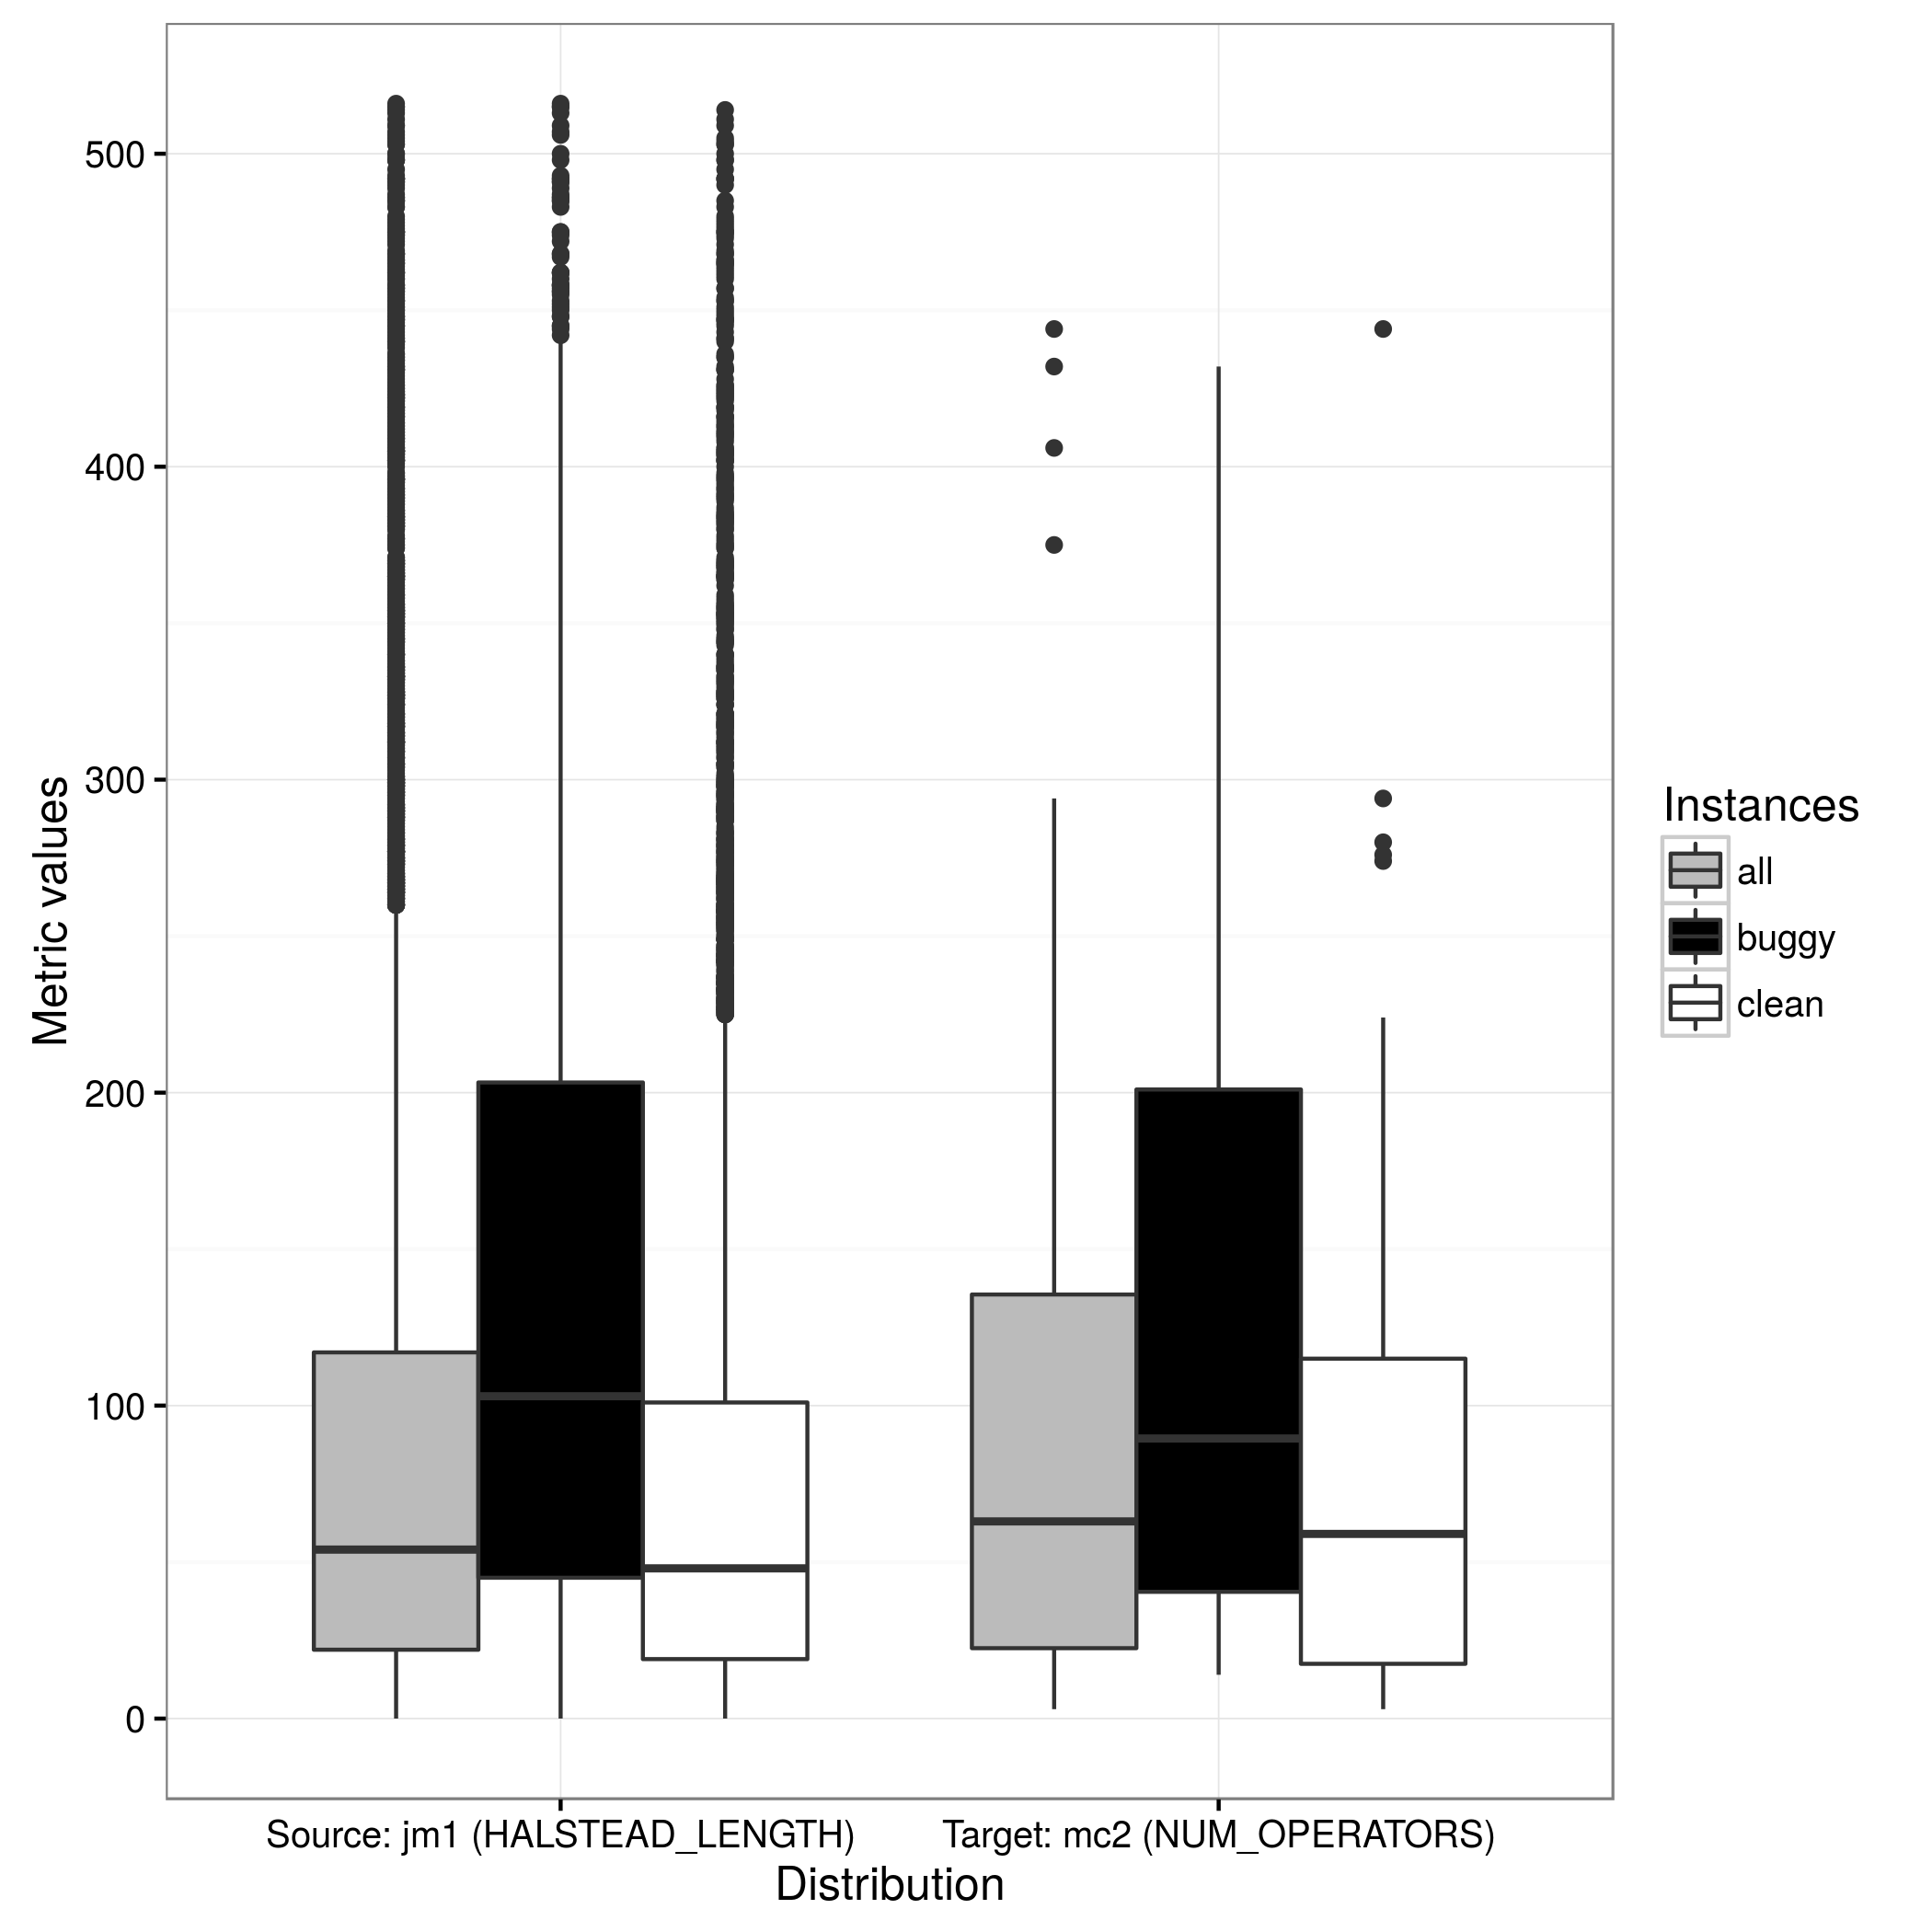 500
400
300
200
100
0
Metric values
Source: jm1 (HALSTEAD_LENGTH)
Target: mc2 (NUM_OPERATORS)
Distribution
Instances
all
buggy
clean